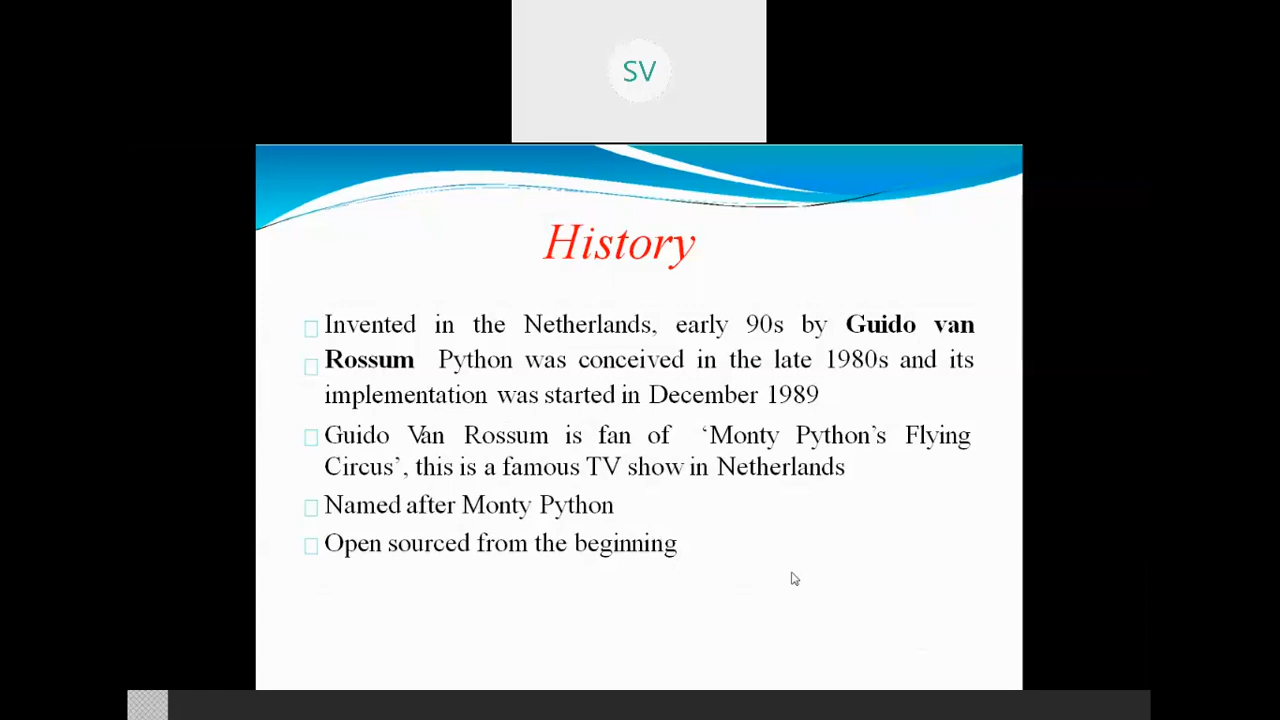 SV
History
Invented in the Netherlands, early 90s by Guido van
Rossum Python was conceived in the late 1980s and its
implementation was started in December 1989
Guido Van Rossum is fan of ‘Monty Python’s Flying
Circus’, this is a famous TV show in Netherlands
Named after Monty Python
Open sourced from the beginning